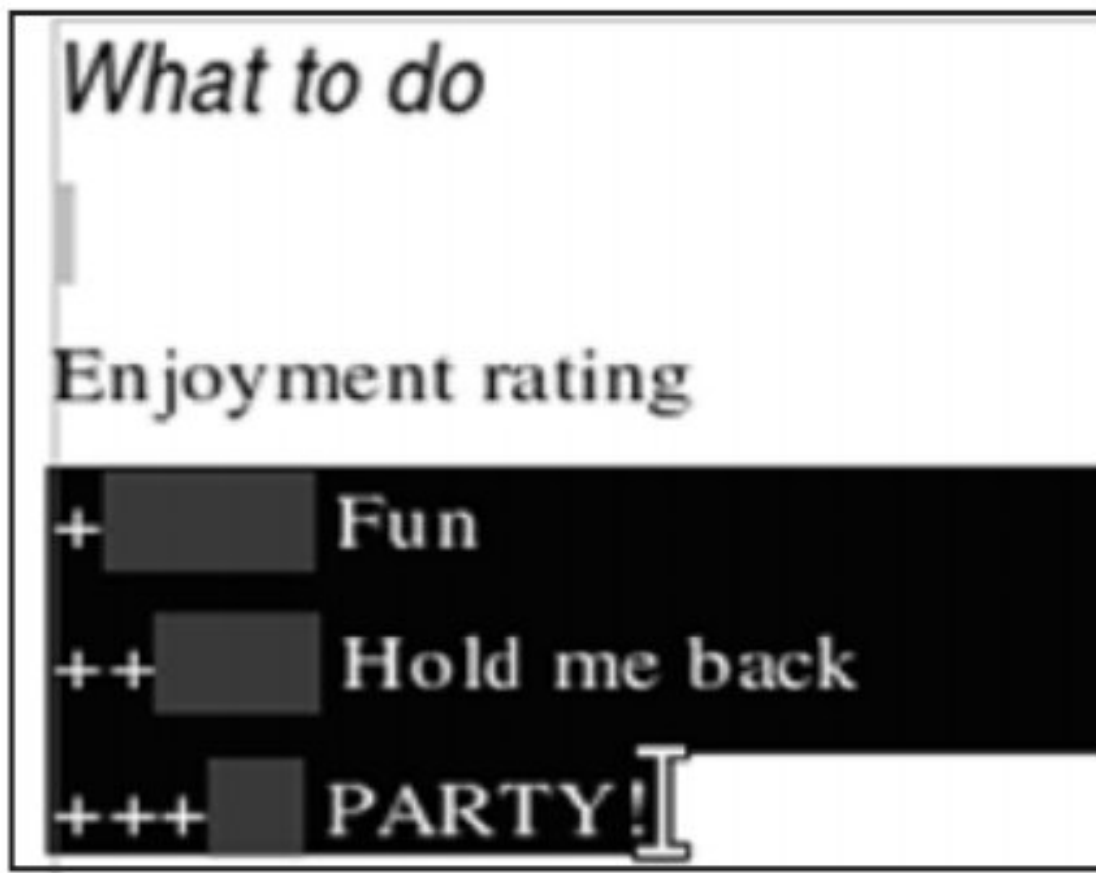 What to do
Enjoyment rating
+ Fun
++ Hold me back
+++ PARTY!